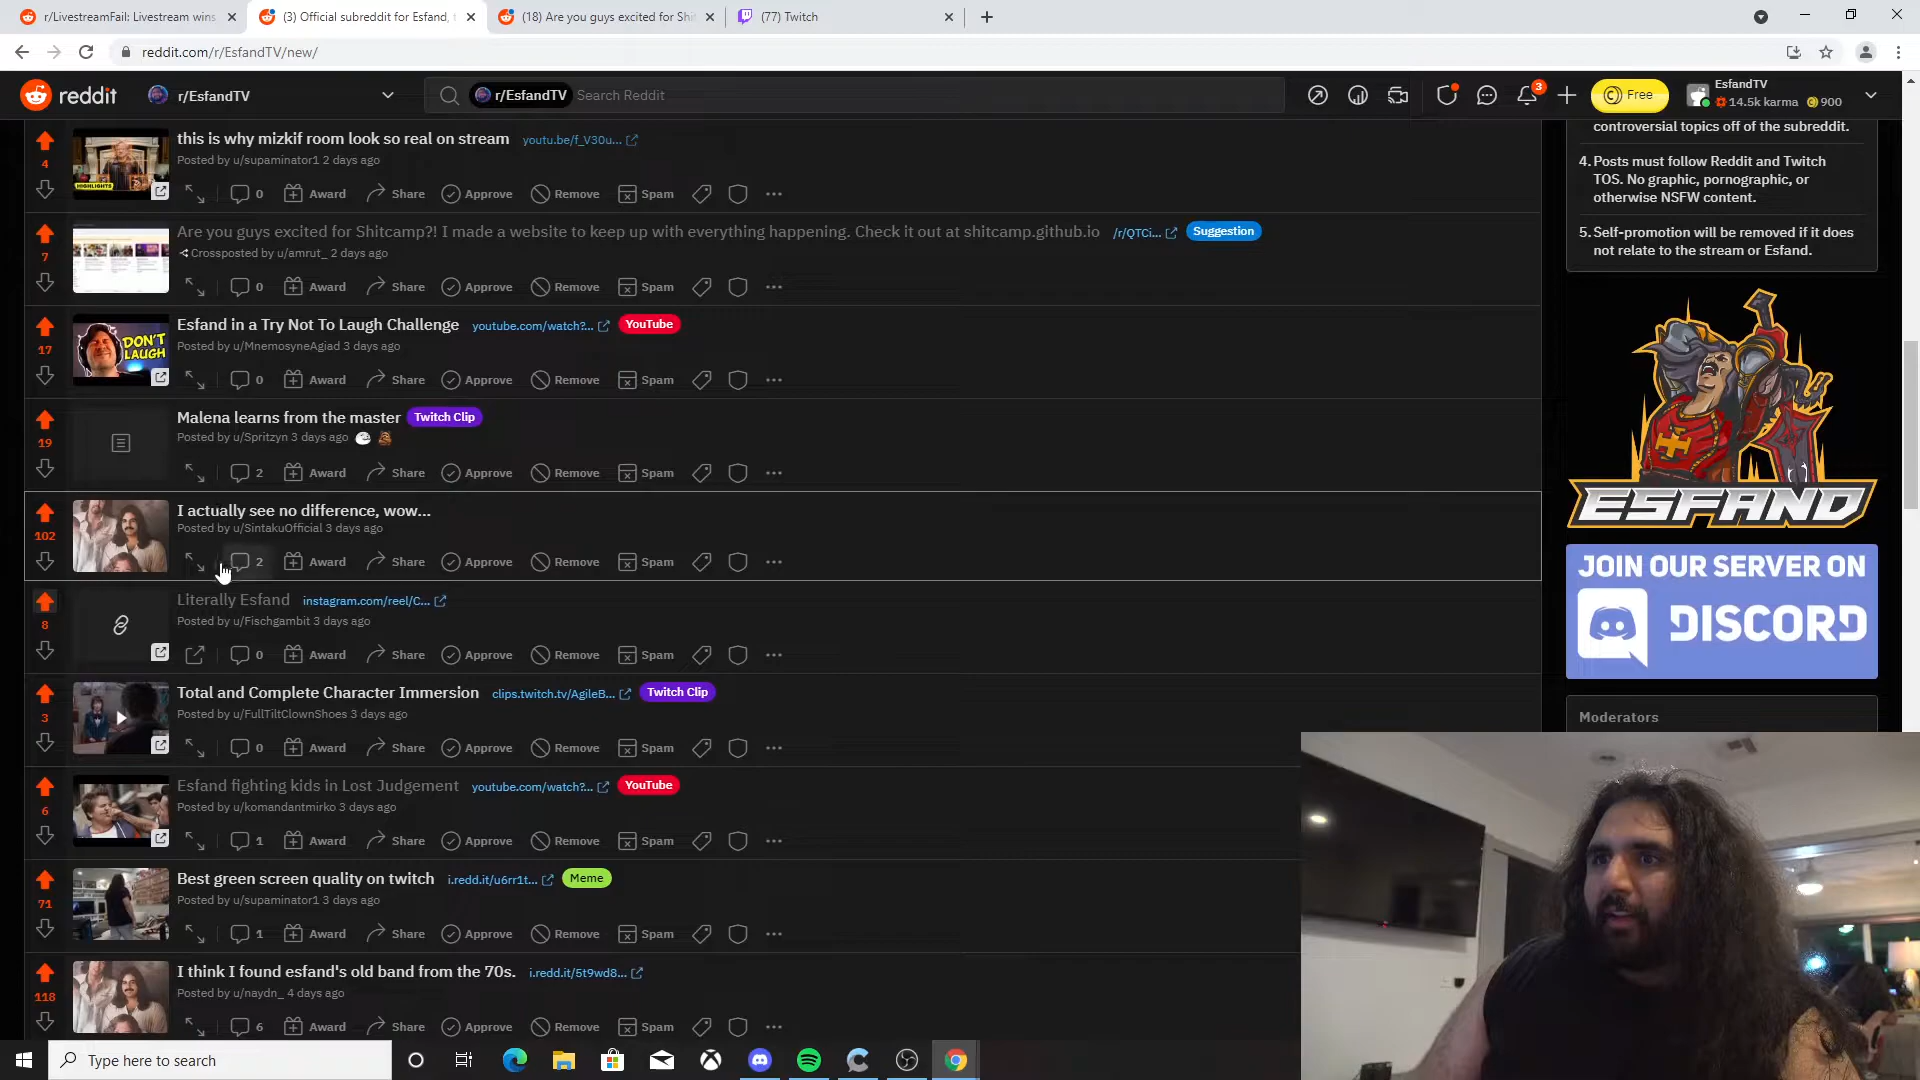 r/LivestreamFail: Livestream wins
(3) Official subreddit for Esfand, t
(18) Are you guys excited for Shi
(77) Twitch
reddit.com/r/EsfandTV/new/
reddit
r/EsfandTV
r/EsfandTV Search Reddit
3
Free
EsfandTV
14.5k karma 900
controversial topics off of the subreddit.
4. Posts must follow Reddit and Twitch
TOS. No graphic, pornographic, or
otherwise NSFW content.
5. Self-promotion will be removed if it does
not relate to the stream or Esfand.
ESFAND
JOIN OUR SERVER ON
DISCORD
Moderators
4
HIGHLIGHTS
this is why mizkif room look so real on stream youtu.be/f_V30u...
Posted by u/supaminator1 2 days ago
0 Award Share Approve Remove Spam
7
Are you guys excited for Shitcamp?! I made a website to keep up with everything happening. Check it out at shitcamp.github.io /r/QTCi... Suggestion
Crossposted by u/amrut_ 2 days ago
0 Award Share Approve Remove Spam
17
DON'T
LAUGH
Esfand in a Try Not To Laugh Challenge youtube.com/watch?... YouTube
Posted by u/MnemosyneAgiad 3 days ago
0 Award Share Approve Remove Spam
19
Malena learns from the master Twitch Clip
Posted by u/Spritzyn 3 days ago
2 Award Share Approve Remove Spam
102
I actually see no difference, wow...
Posted by u/SintakuOfficial 3 days ago
2 Award Share Approve Remove Spam
8
Literally Esfand instagram.com/reel/C...
Posted by u/Fischgambit 3 days ago
0 Award Share Approve Remove Spam
3
Total and Complete Character Immersion clips.twitch.tv/AgileB... Twitch Clip
Posted by u/FullTiltClownShoes 3 days ago
0 Award Share Approve Remove Spam
6
Esfand fighting kids in Lost Judgement youtube.com/watch?... YouTube
Posted by u/komandantmirko 3 days ago
1 Award Share Approve Remove Spam
71
Best green screen quality on twitch i.redd.it/u6rr1t... Meme
Posted by u/supaminator1 3 days ago
1 Award Share Approve Remove Spam
118
I think I found esfand's old band from the 70s. i.redd.it/5t9wd8...
Posted by u/naydn_ 4 days ago
6 Award Share Approve Remove Spam
Type here to search